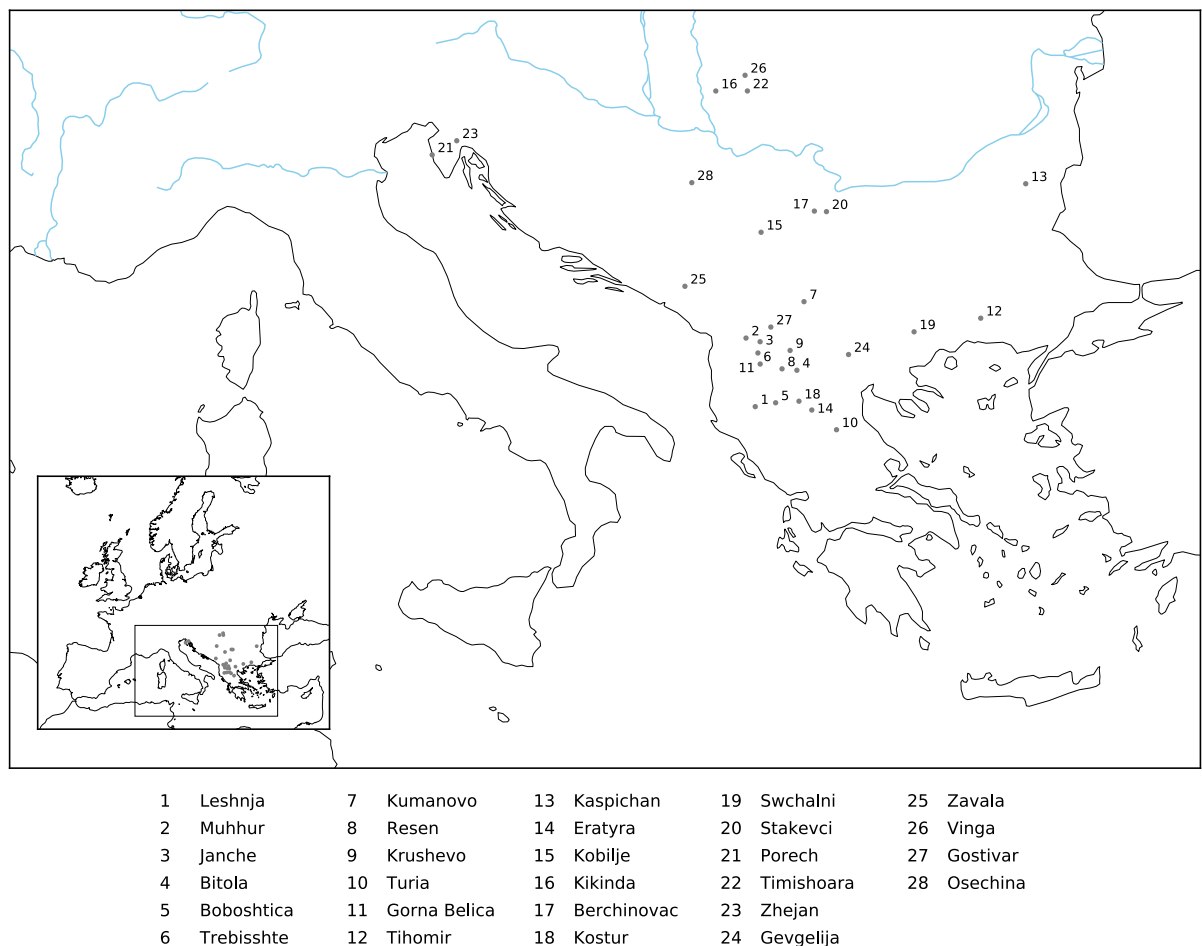 26
16 22
23
21
28 13
17 20
15
25
7
27 12
2 19
3 9
6 24
11 8 4
1 5 18
14
10
1 Leshnja 7 Kumanovo 13 Kaspichan 19 Swchalni 25 Zavala
2 Muhhur 8 Resen 14 Eratyra 20 Stakevci 26 Vinga
3 Janche 9 Krushevo 15 Kobilje 21 Porech 27 Gostivar
4 Bitola 10 Turia 16 Kikinda 22 Timishoara 28 Osechina
5 Boboshtica 11 Gorna Belica 17 Berchinovac 23 Zhejan
6 Trebisshte 12 Tihomir 18 Kostur 24 Gevgelija